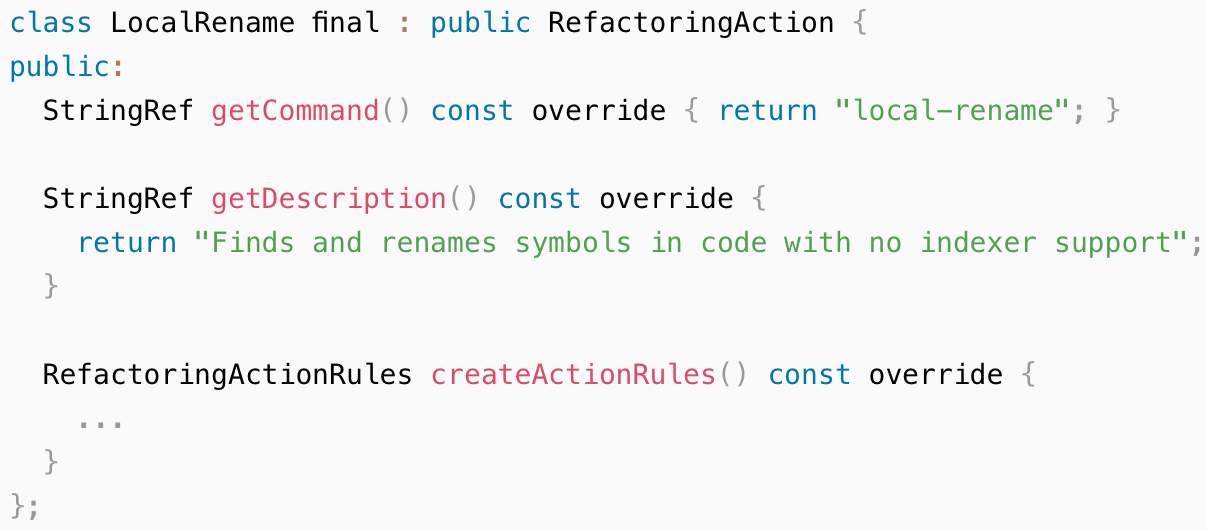 class LocalRename final : public RefactoringAction {
public:
  StringRef getCommand() const override { return "local-rename"; }

  StringRef getDescription() const override {
    return "Finds and renames symbols in code with no indexer support";
  }

  RefactoringActionRules createActionRules() const override {
    ...
  }
};